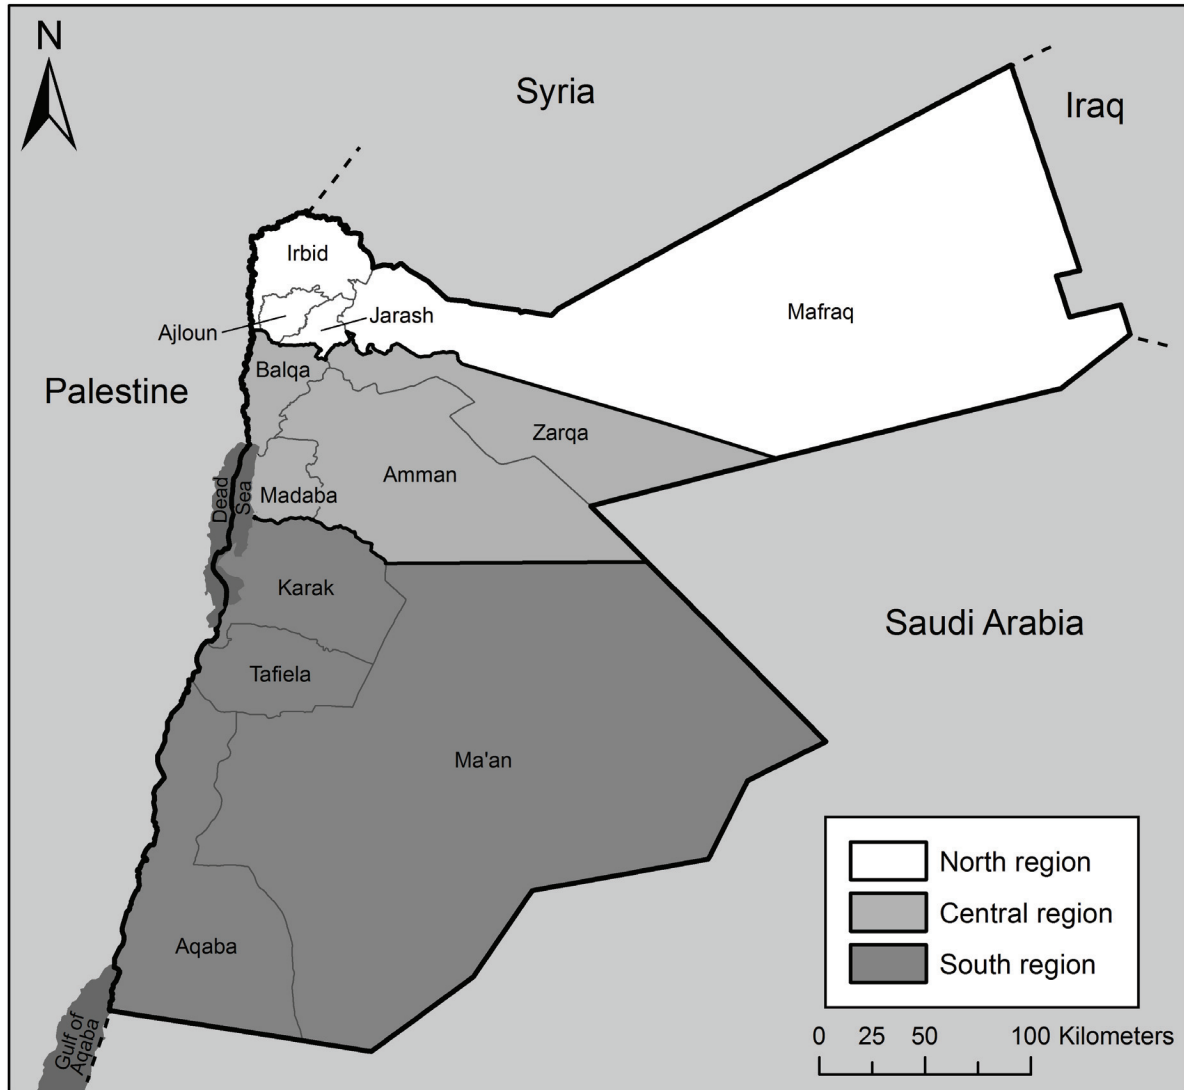 N
Syria
Iraq
Irbid
Mafraq
Jarash
Ajloun
Balqa
Palestine
Zarqa
Amman
Madaba
Dead
Sea
Karak
Saudi Arabia
Tafiela
Ma'an
Aqaba
Gulf of
Aqaba
North region
Central region
South region
0 25 50 100 Kilometers